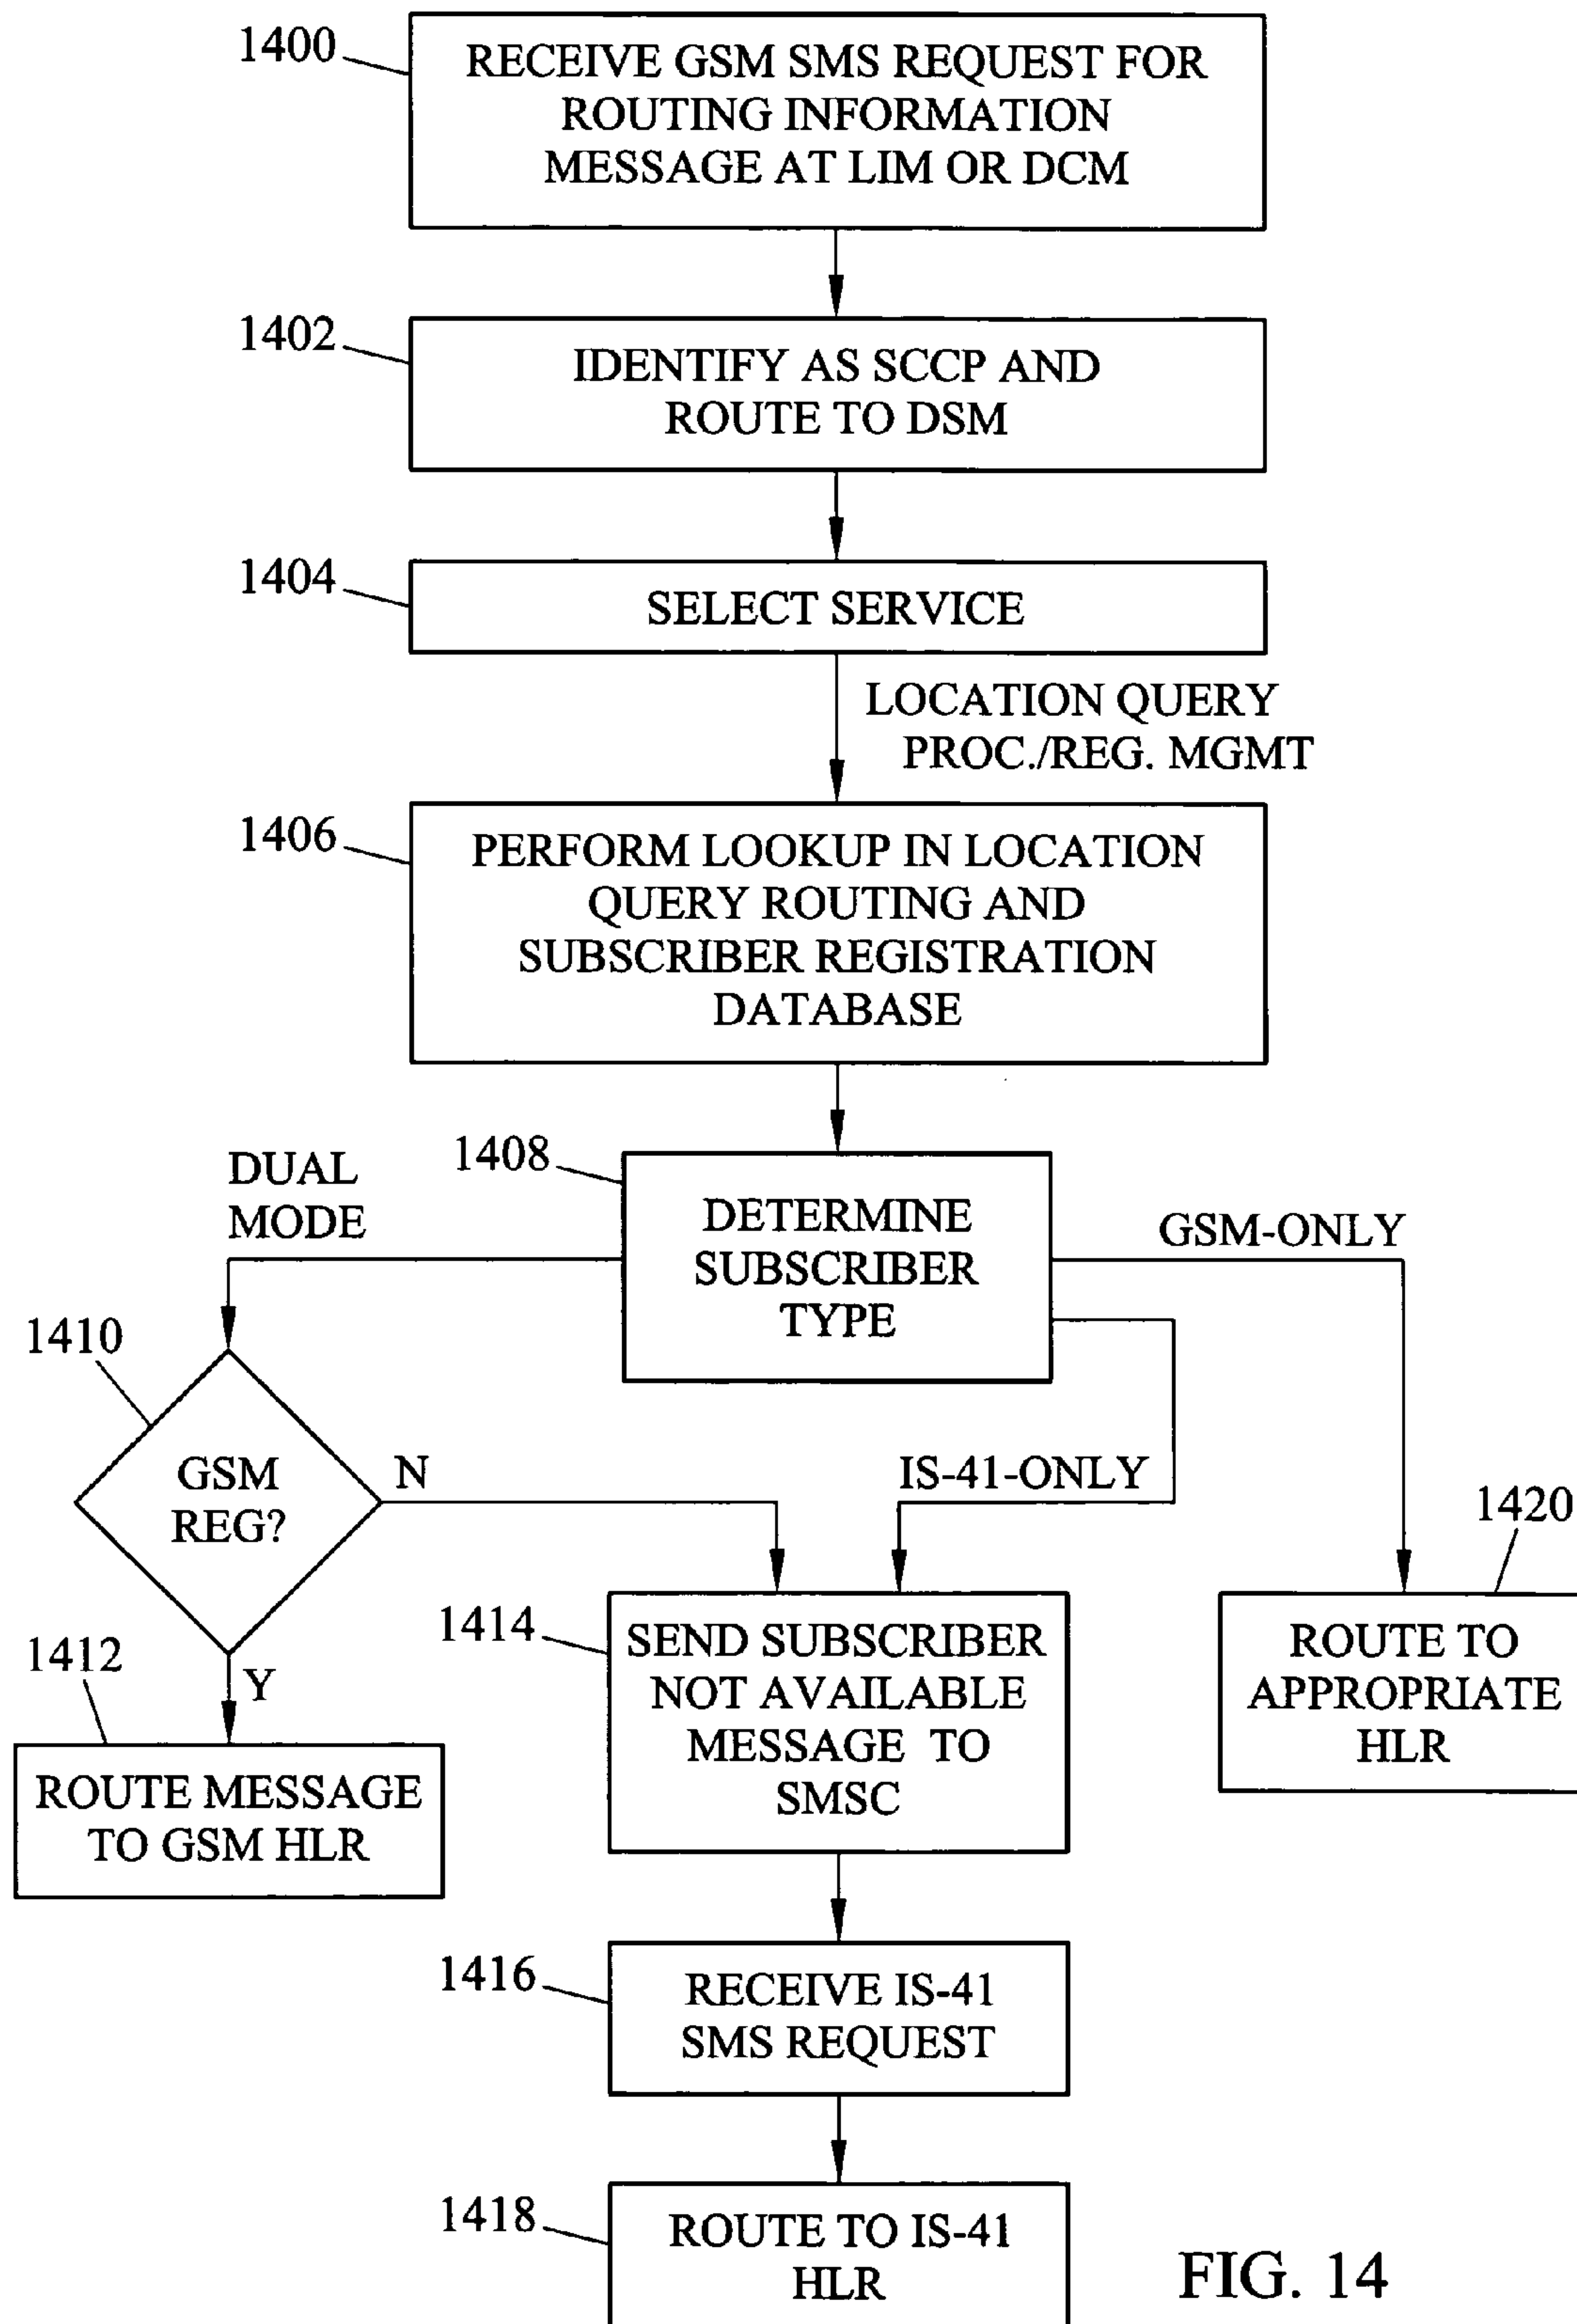 1400
RECEIVE GSM SMS REQUEST FOR
ROUTING INFORMATION
MESSAGE AT LIM OR DCM
1402
IDENTIFY AS SCCP AND
ROUTE TO DSM
1404
SELECT SERVICE
LOCATION QUERY
PROC./REG. MGMT
1406
PERFORM LOOKUP IN LOCATION
QUERY ROUTING AND
SUBSCRIBER REGISTRATION
DATABASE
1408
DETERMINE
SUBSCRIBER
TYPE
DUAL
MODE
GSM-ONLY
IS-41-ONLY
1410
GSM
REG?
N
Y
1412
ROUTE MESSAGE
TO GSM HLR
1414
SEND SUBSCRIBER
NOT AVAILABLE
MESSAGE TO
SMSC
1420
ROUTE TO
APPROPRIATE
HLR
1416
RECEIVE IS-41
SMS REQUEST
1418
ROUTE TO IS-41
HLR
FIG. 14